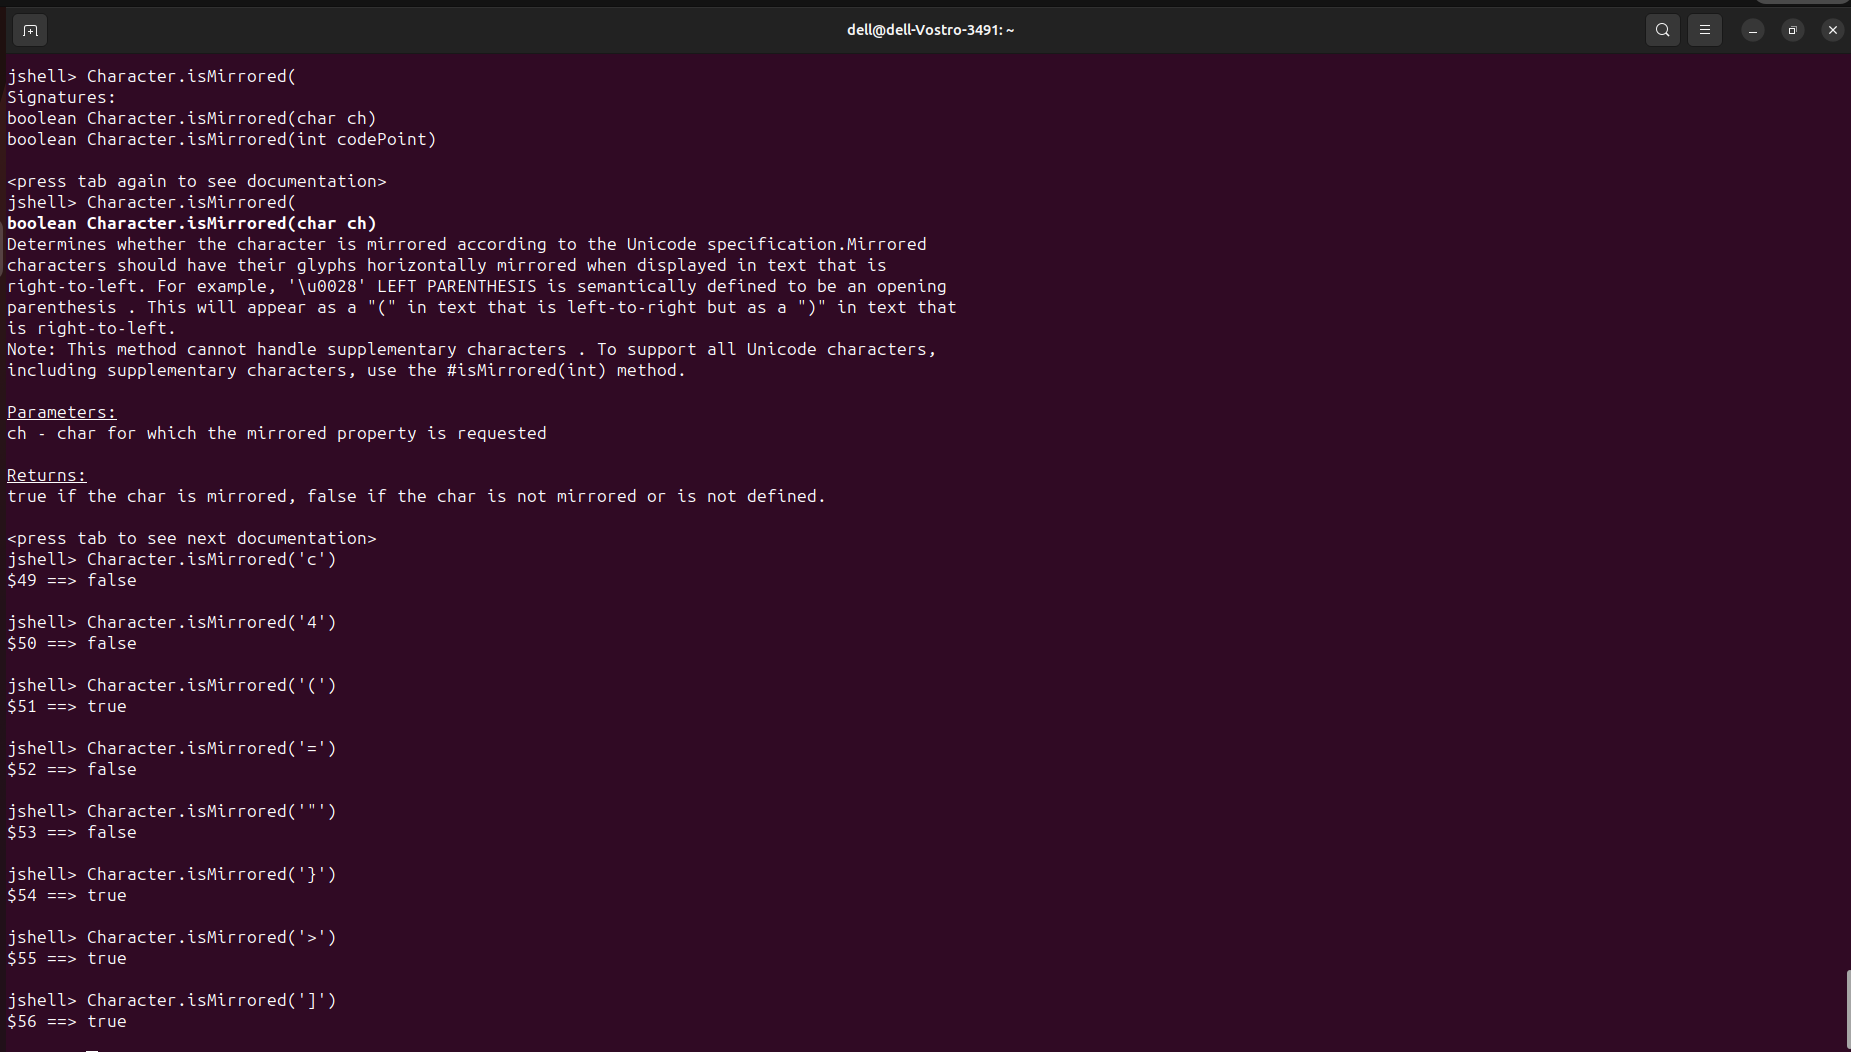 dell@dell-Vostro-3491: ~
jshell> Character.isMirrored(
Signatures:
boolean Character.isMirrored(char ch)
boolean Character.isMirrored(int codePoint)
<press tab again to see documentation>
jshell> Character.isMirrored(
boolean Character.isMirrored(char ch)
Determines whether the character is mirrored according to the Unicode specification.Mirrored
characters should have their glyphs horizontally mirrored when displayed in text that is
right-to-left. For example, '\u0028' LEFT PARENTHESIS is semantically defined to be an opening
parenthesis . This will appear as a "(" in text that is left-to-right but as a ")" in text that
is right-to-left.
Note: This method cannot handle supplementary characters . To support all Unicode characters,
including supplementary characters, use the #isMirrored(int) method.
Parameters:
ch - char for which the mirrored property is requested
Returns:
true if the char is mirrored, false if the char is not mirrored or is not defined.
<press tab to see next documentation>
jshell> Character.isMirrored('c')
$49 ==> false
jshell> Character.isMirrored('4')
$50 ==> false
jshell> Character.isMirrored('(')
$51 ==> true
jshell> Character.isMirrored('=')
$52 ==> false
jshell> Character.isMirrored('"')
$53 ==> false
jshell> Character.isMirrored('}')
$54 ==> true
jshell> Character.isMirrored('>')
$55 ==> true
jshell> Character.isMirrored(']')
$56 ==> true